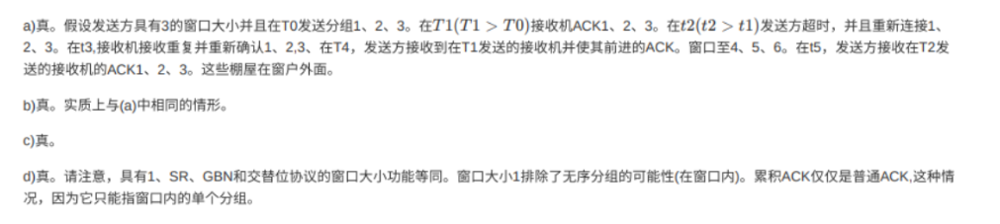 a)真。假设发送方具有3的窗口大小并且在T0发送分组1、2、3。在T1(T1 > T0)接收机ACK1、2、3。在t2(t2 > t1)发送方超时，并且重新连接1、
2、3。在t3,接收机接收重复并重新确认1、2,3、在T4，发送方接收到在T1发送的接收机并使其前进的ACK。窗口至4、5、6。在t5，发送方接收在T2发
送的接收机的ACK1、2、3。这些棚屋在窗户外面。
b)真。实质上与(a)中相同的情形。
c)真。
d)真。请注意，具有1、SR、GBN和交替位协议的窗口大小功能等同。窗口大小1排除了无序分组的可能性(在窗口内)。累积ACK仅仅是普通ACK,这种情
况，因为它只能指窗口内的单个分组。